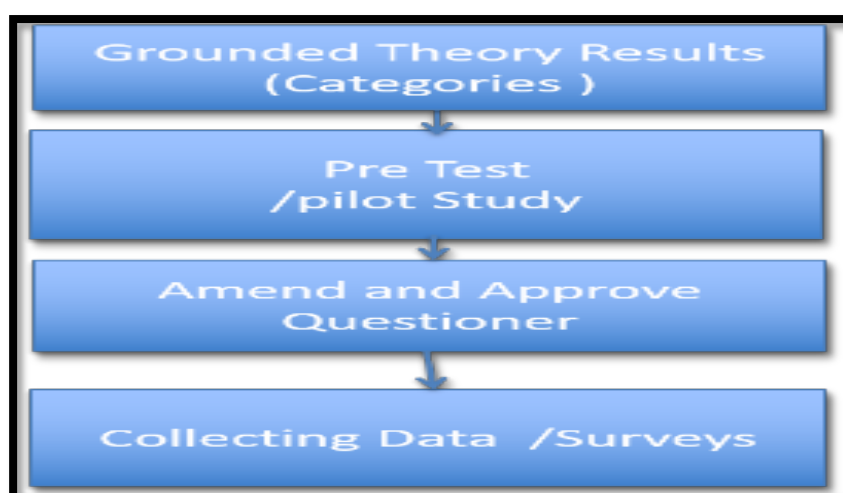 Grounded Theory Results
(Categories )
Pre Test
/pilot Study
Amend and Approve
Questioner
Collecting Data /Surveys